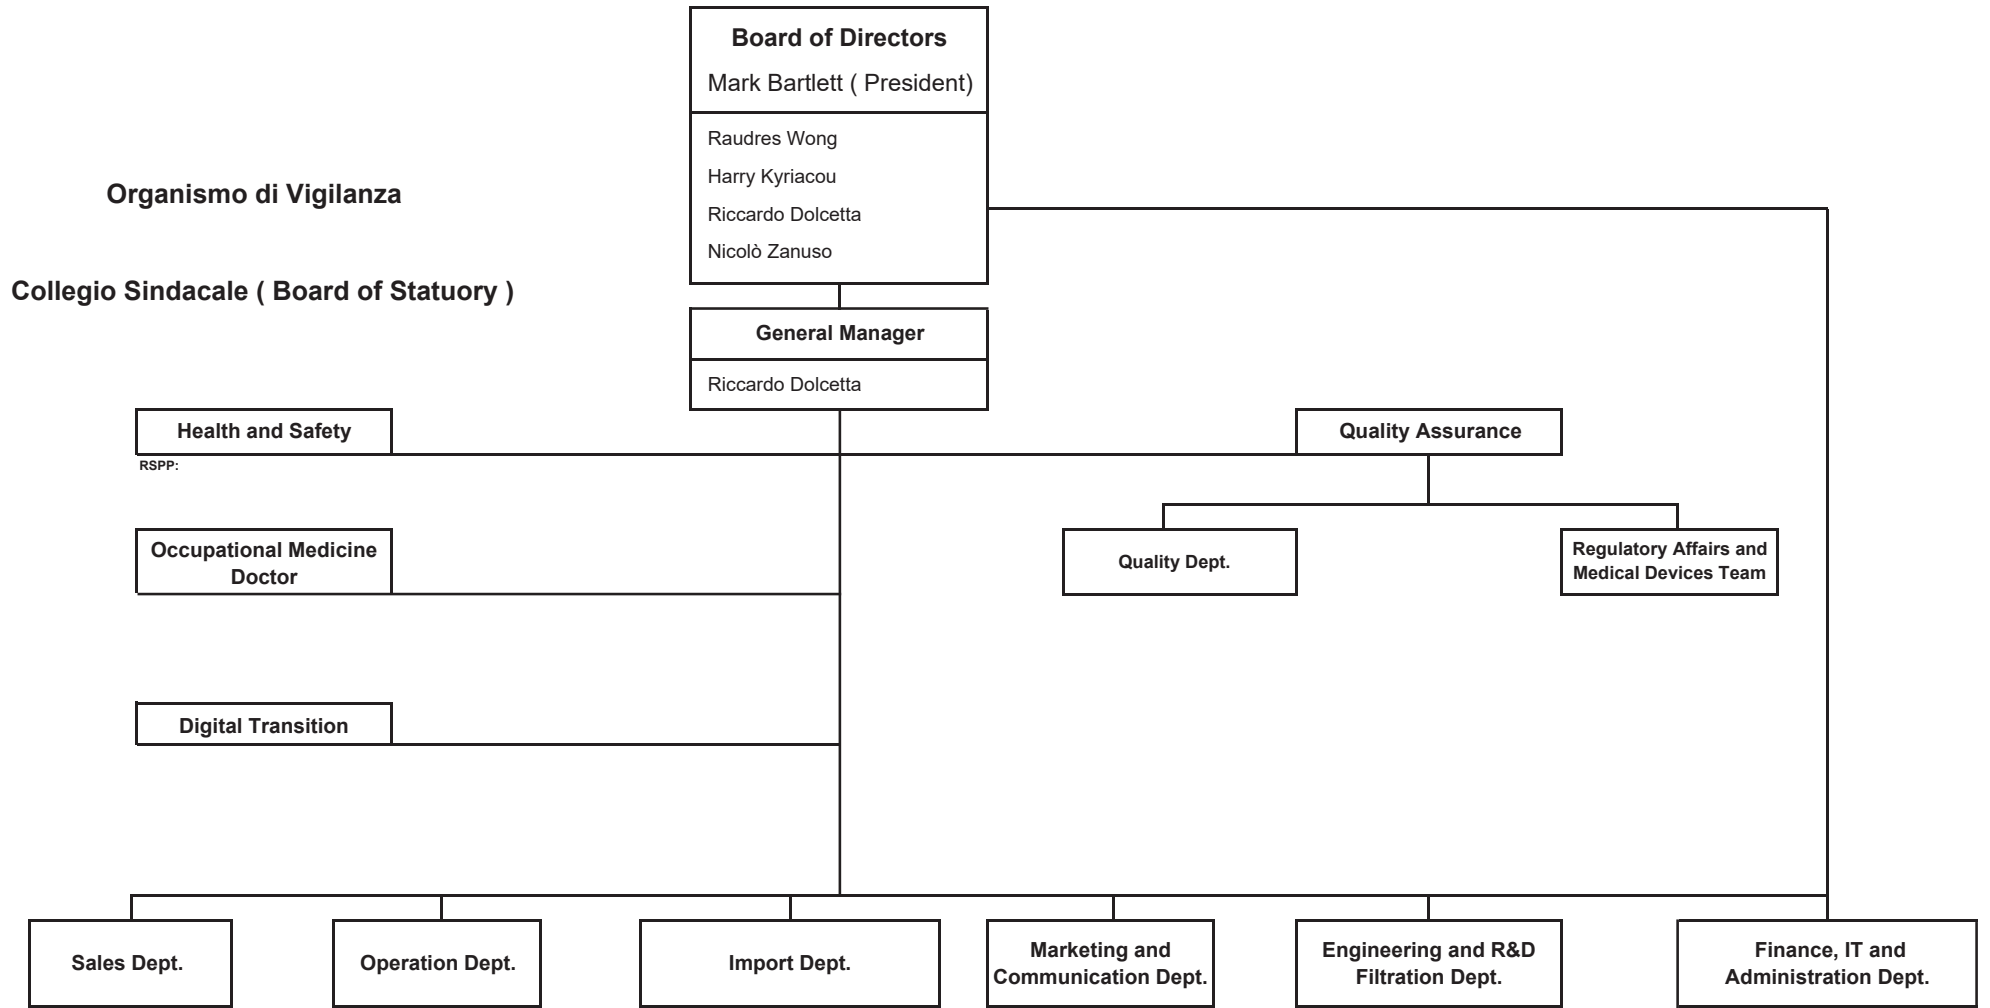 Board of Directors
Mark Bartlett ( President)
Raudres Wong
Harry Kyriacou
Organismo di Vigilanza
Riccardo Dolcetta
Nicolò Zanuso
Collegio Sindacale ( Board of Statuory )
General Manager
Riccardo Dolcetta
Health and Safety
Quality Assurance
RSPP:
Occupational Medicine
Doctor
Quality Dept.
Regulatory Affairs and
Medical Devices Team
Digital Transition
Sales Dept.
Operation Dept.
Import Dept.
Marketing and
Communication Dept.
Engineering and R&D
Filtration Dept.
Finance, IT and
Administration Dept.